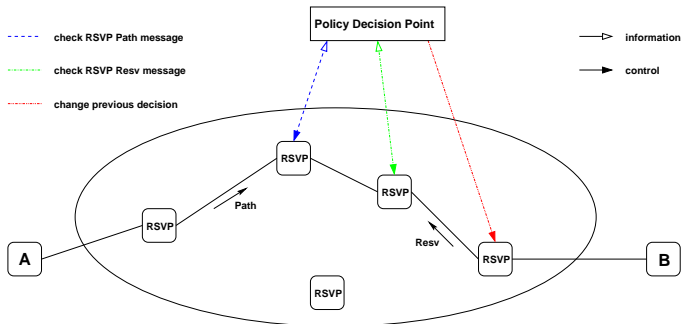 Policy Decision Point
check RSVP Path message
information
check RSVP Resv message
control
change previous decision
RSVP
RSVP
Path
RSVP
Resv
A
RSVP
B
RSVP